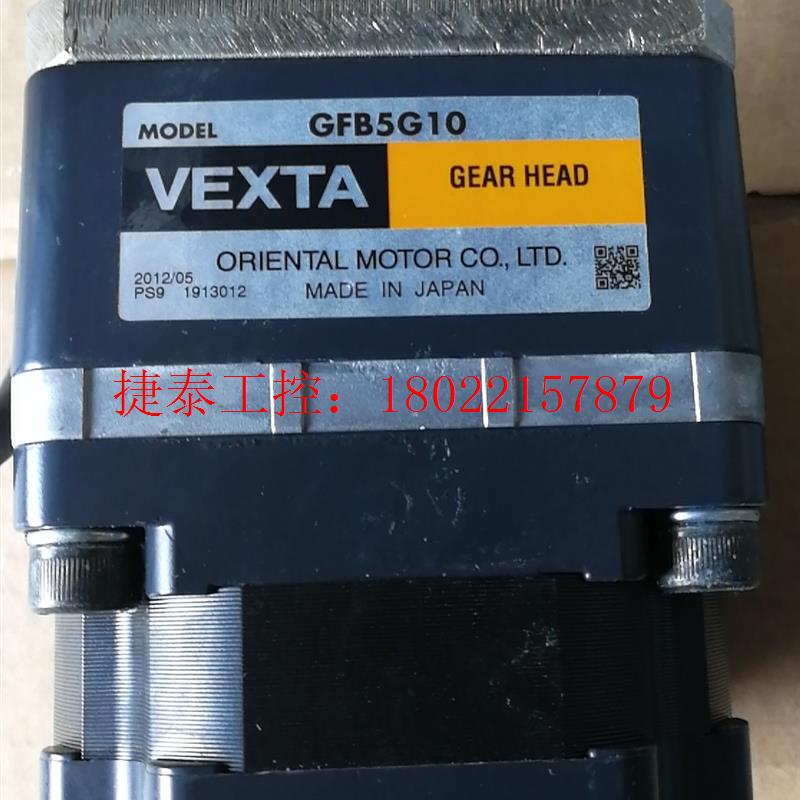 MODEL GFB5G10
VEXTA GEAR HEAD
ORIENTAL MOTOR CO., LTD.
2012/05
PS9 1913012 MADE IN JAPAN
捷泰工控：18022157879